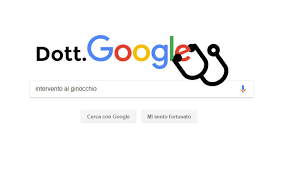 Dott.Google
intervento al ginocchio
Cerca con Google Mi sento fortunato